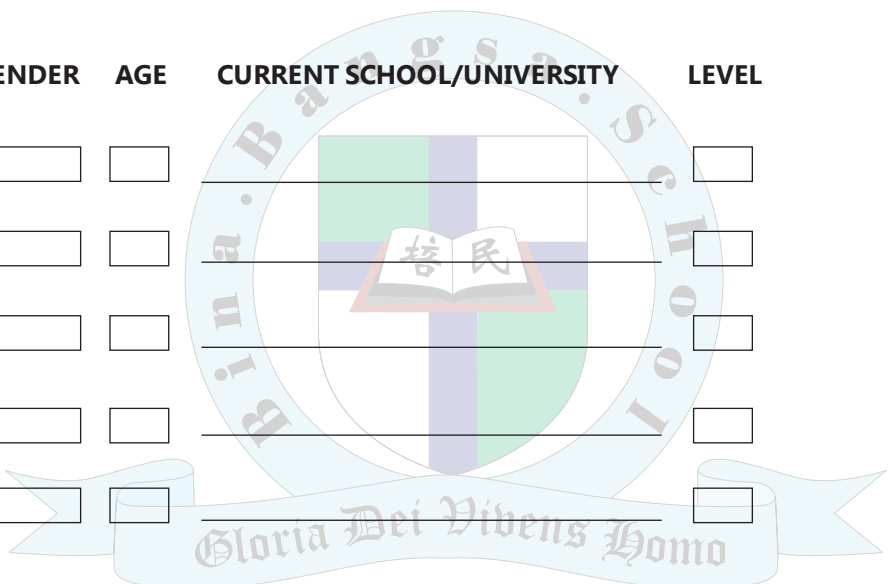 ENDER AGE CURRENT SCHOOL/UNIVERSITY LEVEL
Bina.Bangsa.School
培民
Gloria Dei Vivens Homo